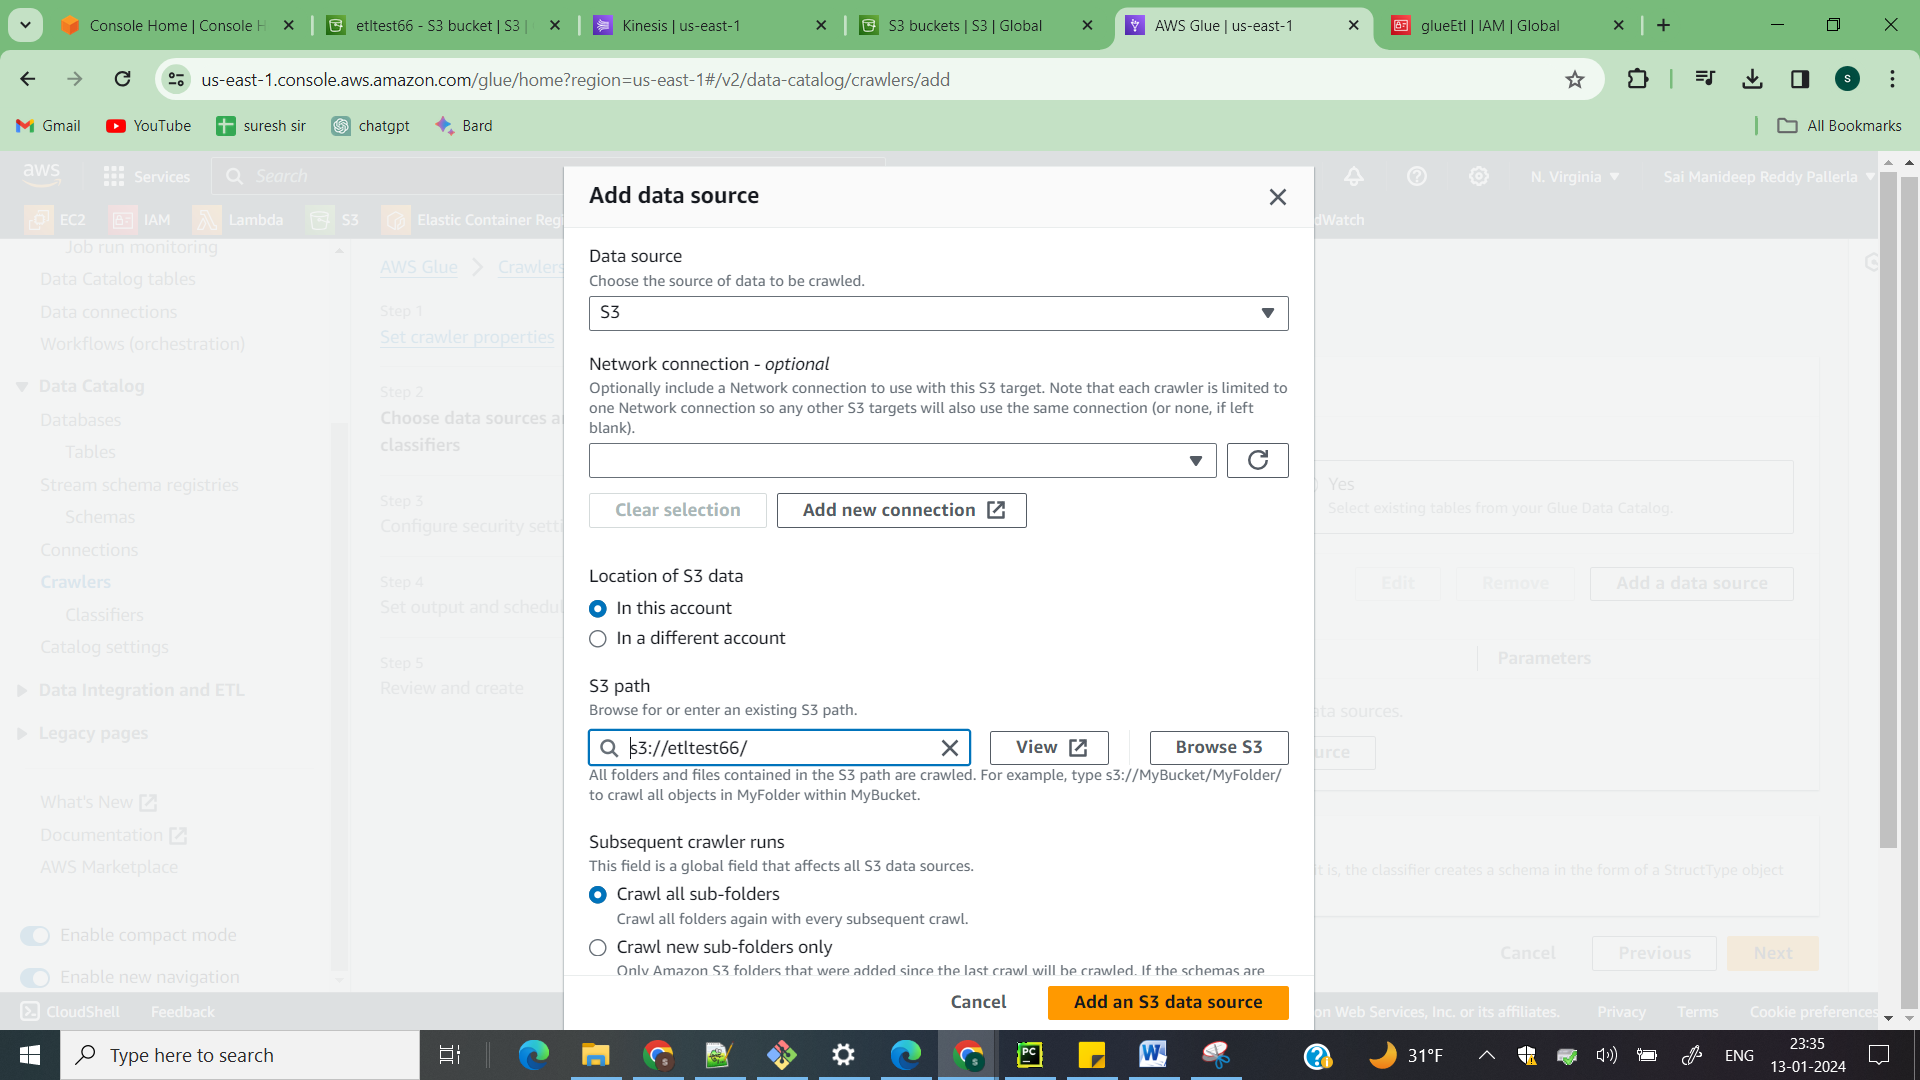 Console Home | Console H
etltest66 - S3 bucket | S3 |
Kinesis | us-east-1
S3 buckets | S3 | Global
AWS Glue | us-east-1
glueEtl | IAM | Global
us-east-1.console.aws.amazon.com/glue/home?region=us-east-1#/v2/data-catalog/crawlers/add
S
Gmail
YouTube
suresh sir
chatgpt
Bard
All Bookmarks
aws
Services
Search
N. Virginia
Sai Manideep Reddy Pallerla
EC2
IAM
Lambda
S3
Elastic Container Regi
dWatch
Job run monitoring
Data Catalog tables
Data connections
Workflows (orchestration)
Data Catalog
Databases
Tables
Stream schema registries
Schemas
Connections
Crawlers
Classifiers
Catalog settings
Data Integration and ETL
Legacy pages
What's New
Documentation
AWS Marketplace
Enable compact mode
Enable new navigation
AWS Glue
Crawlers
Step 1
Set crawler properties
Step 2
Choose data sources an
classifiers
Step 3
Configure security setti
Step 4
Set output and schedul
Step 5
Review and create
Add data source
Data source
Choose the source of data to be crawled.
S3
Network connection - optional
Optionally include a Network connection to use with this S3 target. Note that each crawler is limited to
one Network connection so any other S3 targets will also use the same connection (or none, if left
blank).
Clear selection
Add new connection
Location of S3 data
In this account
In a different account
S3 path
Browse for or enter an existing S3 path.
s3://etltest66/
View
Browse S3
All folders and files contained in the S3 path are crawled. For example, type s3://MyBucket/MyFolder/
to crawl all objects in MyFolder within MyBucket.
Subsequent crawler runs
This field is a global field that affects all S3 data sources.
Crawl all sub-folders
Crawl all folders again with every subsequent crawl.
Crawl new sub-folders only
Only Amazon S3 folders that were added since the last crawl will be crawled. If the schemas are
Cancel
Add an S3 data source
Yes
Select existing tables from your Glue Data Catalog.
Edit
Remove
Add a data source
Parameters
ta sources.
urce
it is, the classifier creates a schema in the form of a StructType object
Cancel
Previous
Next
CloudShell
Feedback
on Web Services, Inc. or its affiliates.
Privacy
Terms
Cookie preferences
Type here to search
31°F
ENG
23:35
13-01-2024